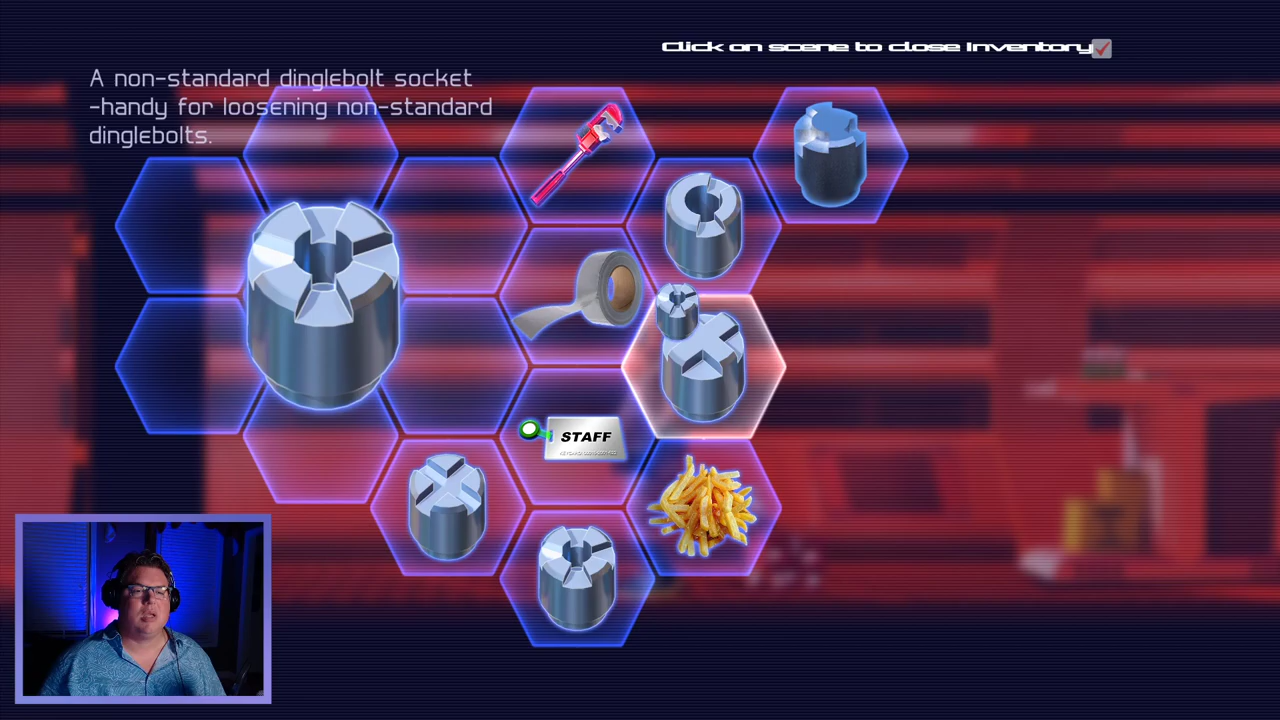 Click on scene to close Inventory
A non-standard dinglebolt socket
-handy for loosening non-standard
dinglebolts.
STAFF